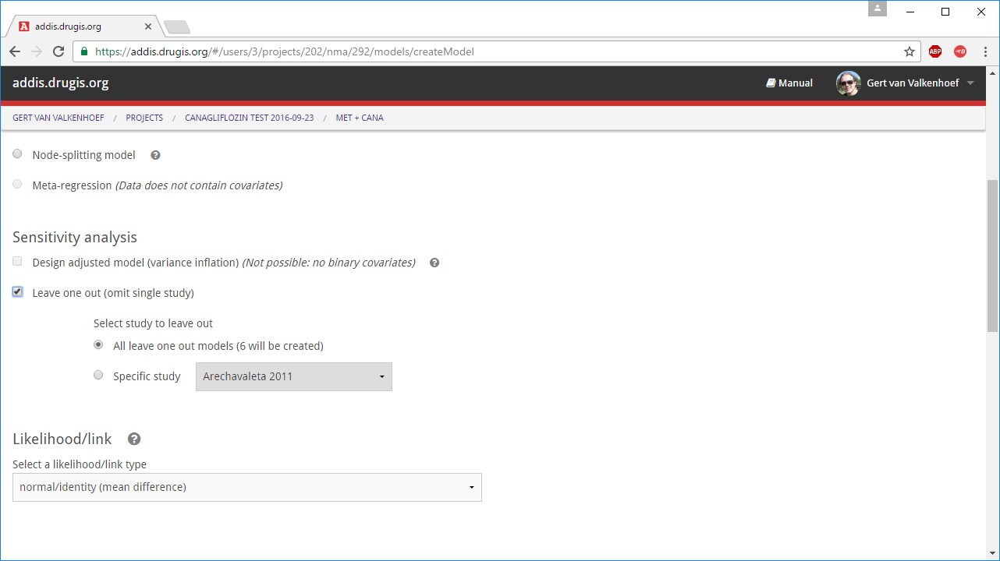 addis.drugis.org
https://addis.drugis.org/#/users/3/projects/202/nma/292/models/createModel
ABP
addis.drugis.org
Manual
Gert van Valkenhoef
GERT VAN VALKENHOEF / PROJECTS / CANAGLIFLOZIN TEST 2016-09-23 / MET + CANA
Node-splitting model ?
Meta-regression (Data does not contain covariates)
Sensitivity analysis
Design adjusted model (variance inflation) (Not possible: no binary covariates) ?
Leave one out (omit single study)
Select study to leave out
All leave one out models (6 will be created)
Specific study Arechavaleta 2011
Likelihood/link ?
Select a likelihood/link type
normal/identity (mean difference)